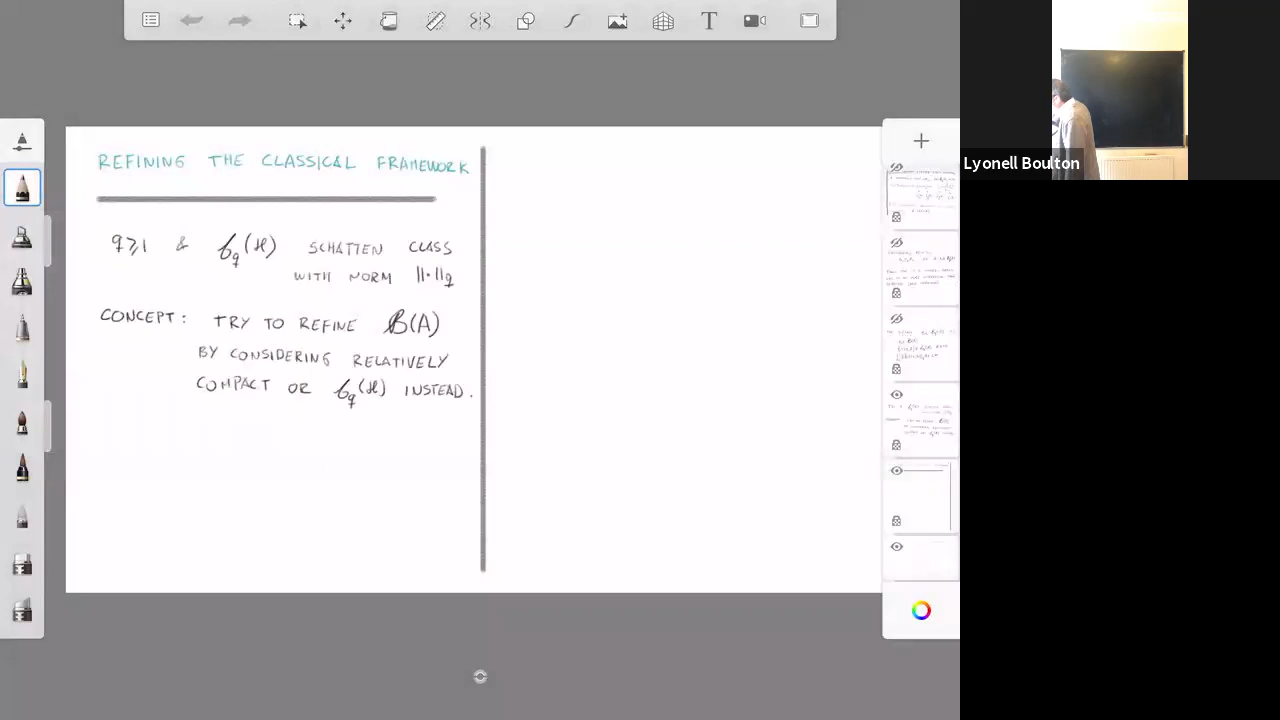 REFINING THE CLASSICAL FRAMEWORK
q≥1 & 𝒞q(ℋ) SCHATTEN CLASS
WITH NORM ||·||q
CONCEPT: TRY TO REFINE ℬ(A)
BY CONSIDERING RELATIVELY
COMPACT OR 𝒞q(ℋ) INSTEAD.
T
Lyonell Boulton